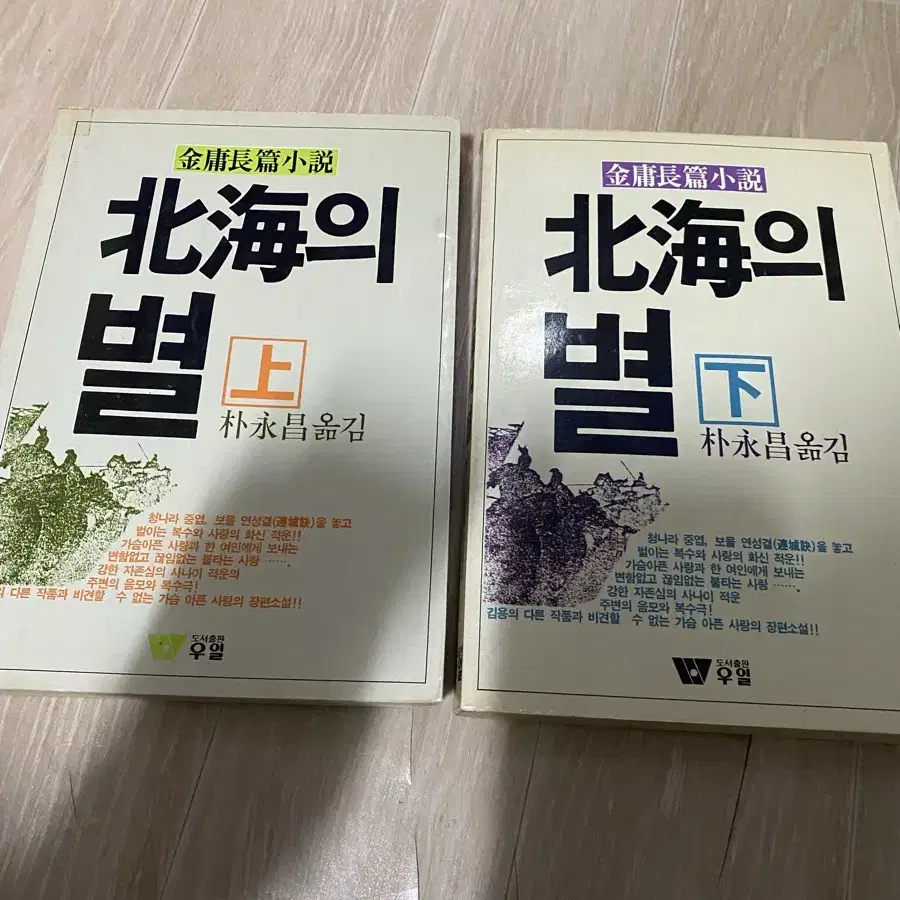 金庸長篇小説
北海의
별 上
朴永昌옮김
청나라 중엽, 보물 연성결(連城訣)을 놓고
벌이는 복수와 사랑의 화신 적운!!
가슴아픈 사랑과 한 여인에게 보내는
변함없고 끊임없는 불타는 사랑 …….
강한 자존심의 사나이 적운의
주변의 음모와 복수극!
의 다른 작품과 비견할 수 없는 가슴 아픈 사랑의 장편소설!!
도서출판
우일
金庸長篇小説
北海의
별 下
朴永昌옮김
청나라 중엽, 보물 연성결(連城訣)을 놓고
벌이는 복수와 사랑의 화신 적운!!
가슴아픈 사랑과 한 여인에게 보내는
변함없고 끊임없는 불타는 사랑 …….
강한 자존심의 사나이 적운
주변의 음모와 복수극!
김용의 다른 작품과 비견할 수 없는 가슴 아픈 사랑의 장편소설!!
도서출판
우일